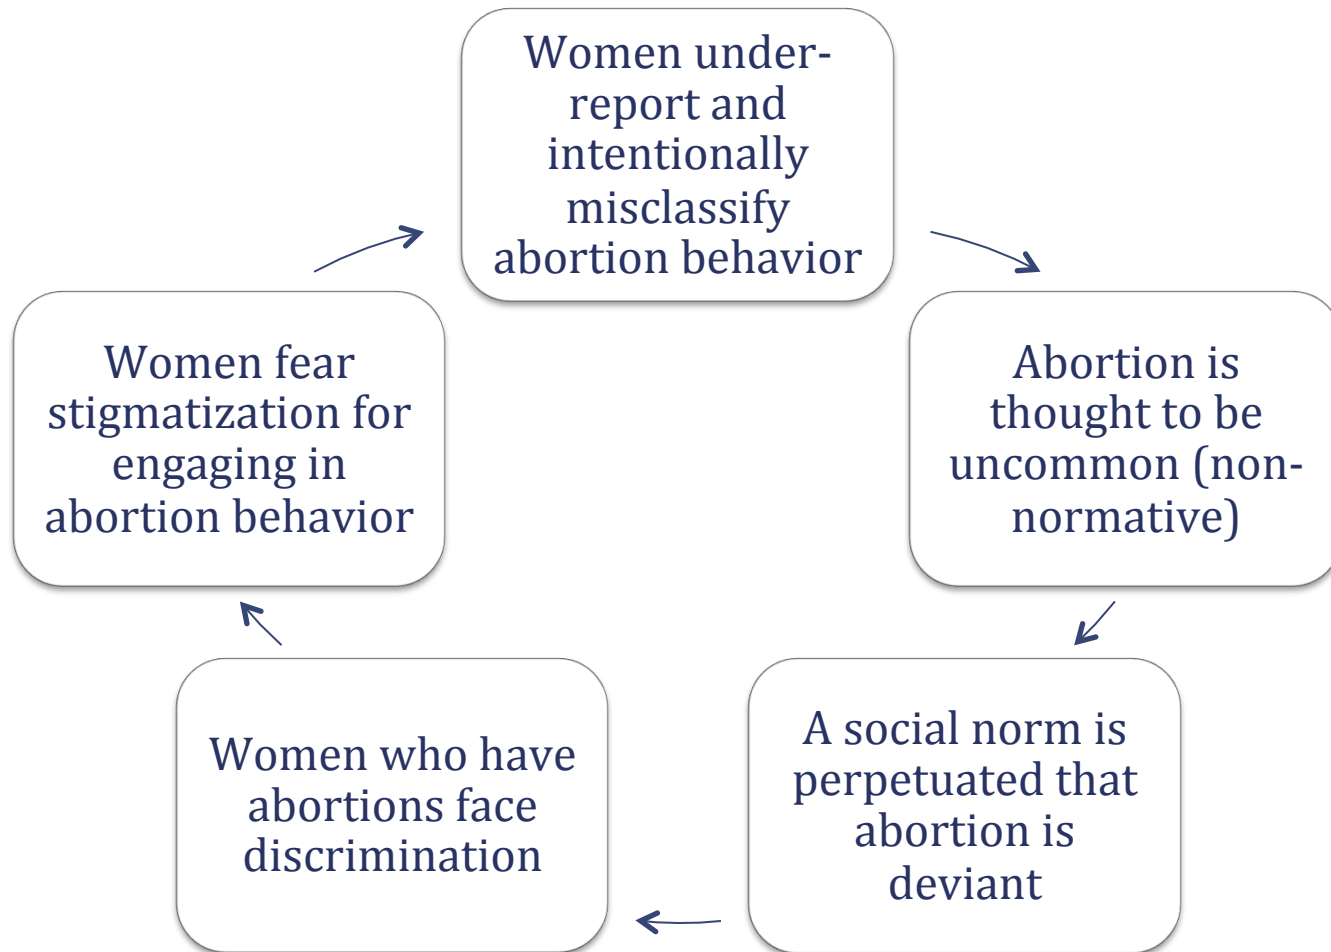 Women under-
report and
intentionally
misclassify
abortion behavior
Abortion is
thought to be
uncommon (non-
normative)
A social norm is
perpetuated that
abortion is
deviant
Women who have
abortions face
discrimination
Women fear
stigmatization for
engaging in
abortion behavior